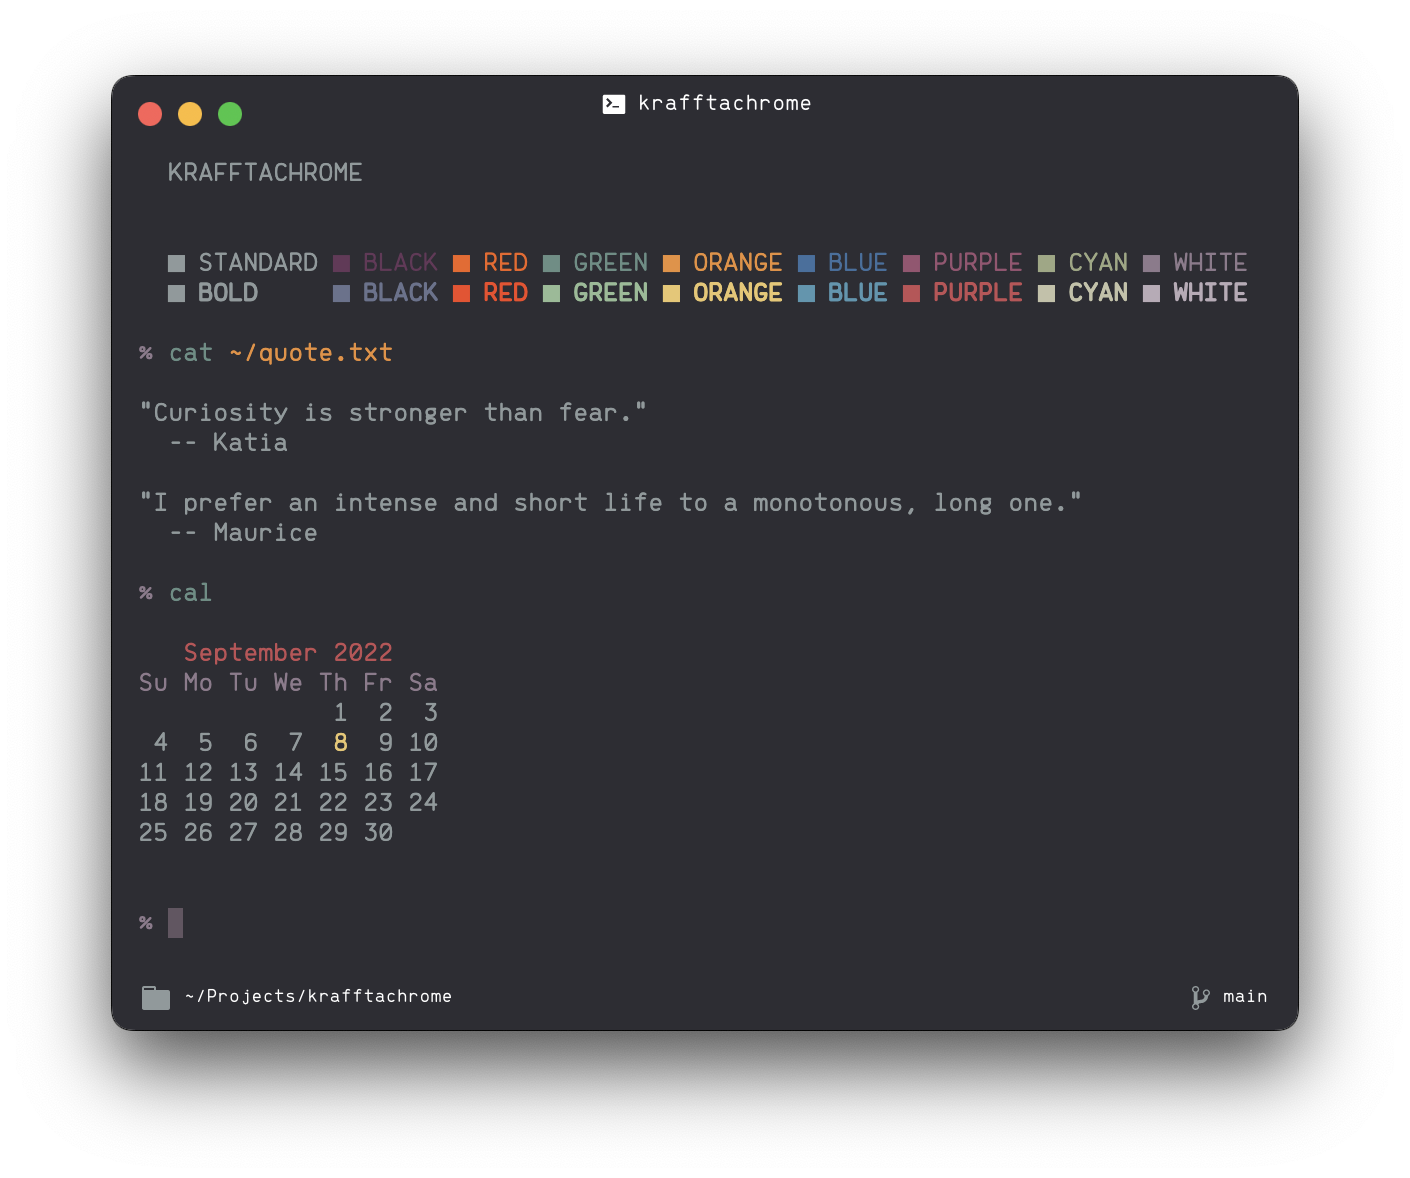 krafftachrome
KRAFFTACHROME
STANDARD BLACK RED GREEN ORANGE BLUE PURPLE CYAN WHITE
BOLD BLACK RED GREEN ORANGE BLUE PURPLE CYAN WHITE
% cat ~/quote.txt
"Curiosity is stronger than fear."
-- Katia
"I prefer an intense and short life to a monotonous, long one."
-- Maurice
% cal
September 2022
Su Mo Tu We Th Fr Sa
1 2 3
4 5 6 7 8 9 10
11 12 13 14 15 16 17
18 19 20 21 22 23 24
25 26 27 28 29 30
%
~/Projects/krafftachrome main